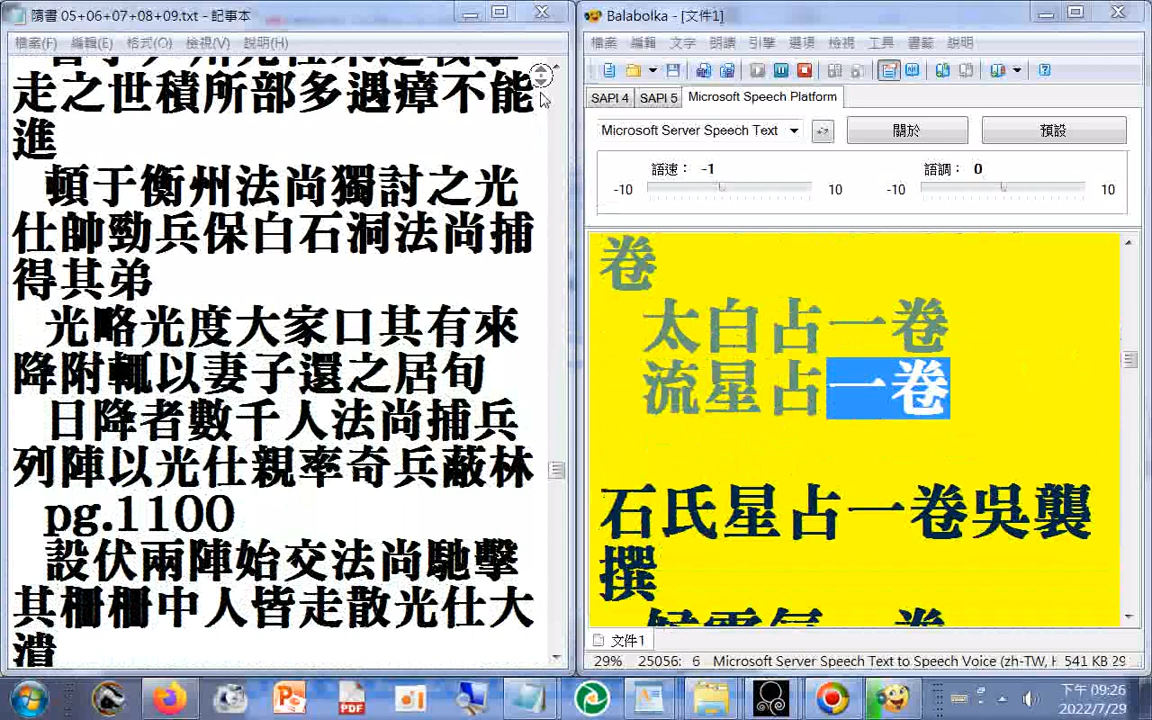 隋書 05+06+07+08+09.txt - 記事本
檔案(F) 編輯(E) 格式(O) 檢視(V) 說明(H)
走之世積所部多遇瘴不能
進
頓于衡州法尚獨討之光
仕帥勁兵保白石洞法尚捕
得其弟
光略光度大家口其有來
降附輒以妻子還之居旬
日降者數千人法尚捕兵
列陣以光仕親率奇兵蔽林
pg.1100
設伏兩陣始交法尚馳擊
其柵柵中人皆走散光仕大
潰
Balabolka - [文件1]
檔案 編輯 文字 朗讀 引擎 選項 檢視 工具 書籤 說明
SAPI 4 SAPI 5 Microsoft Speech Platform
Microsoft Server Speech Text 關於 預設
語速： -1 語調： 0
-10 10 -10 10
卷
太白占一卷
流星占一卷
石氏星占一卷吳襲
撰
文件1
29% 25056: 6 Microsoft Server Speech Text to Speech Voice (zh-TW, H 541 KB 29
PDF
下午 09:26
2022/7/29